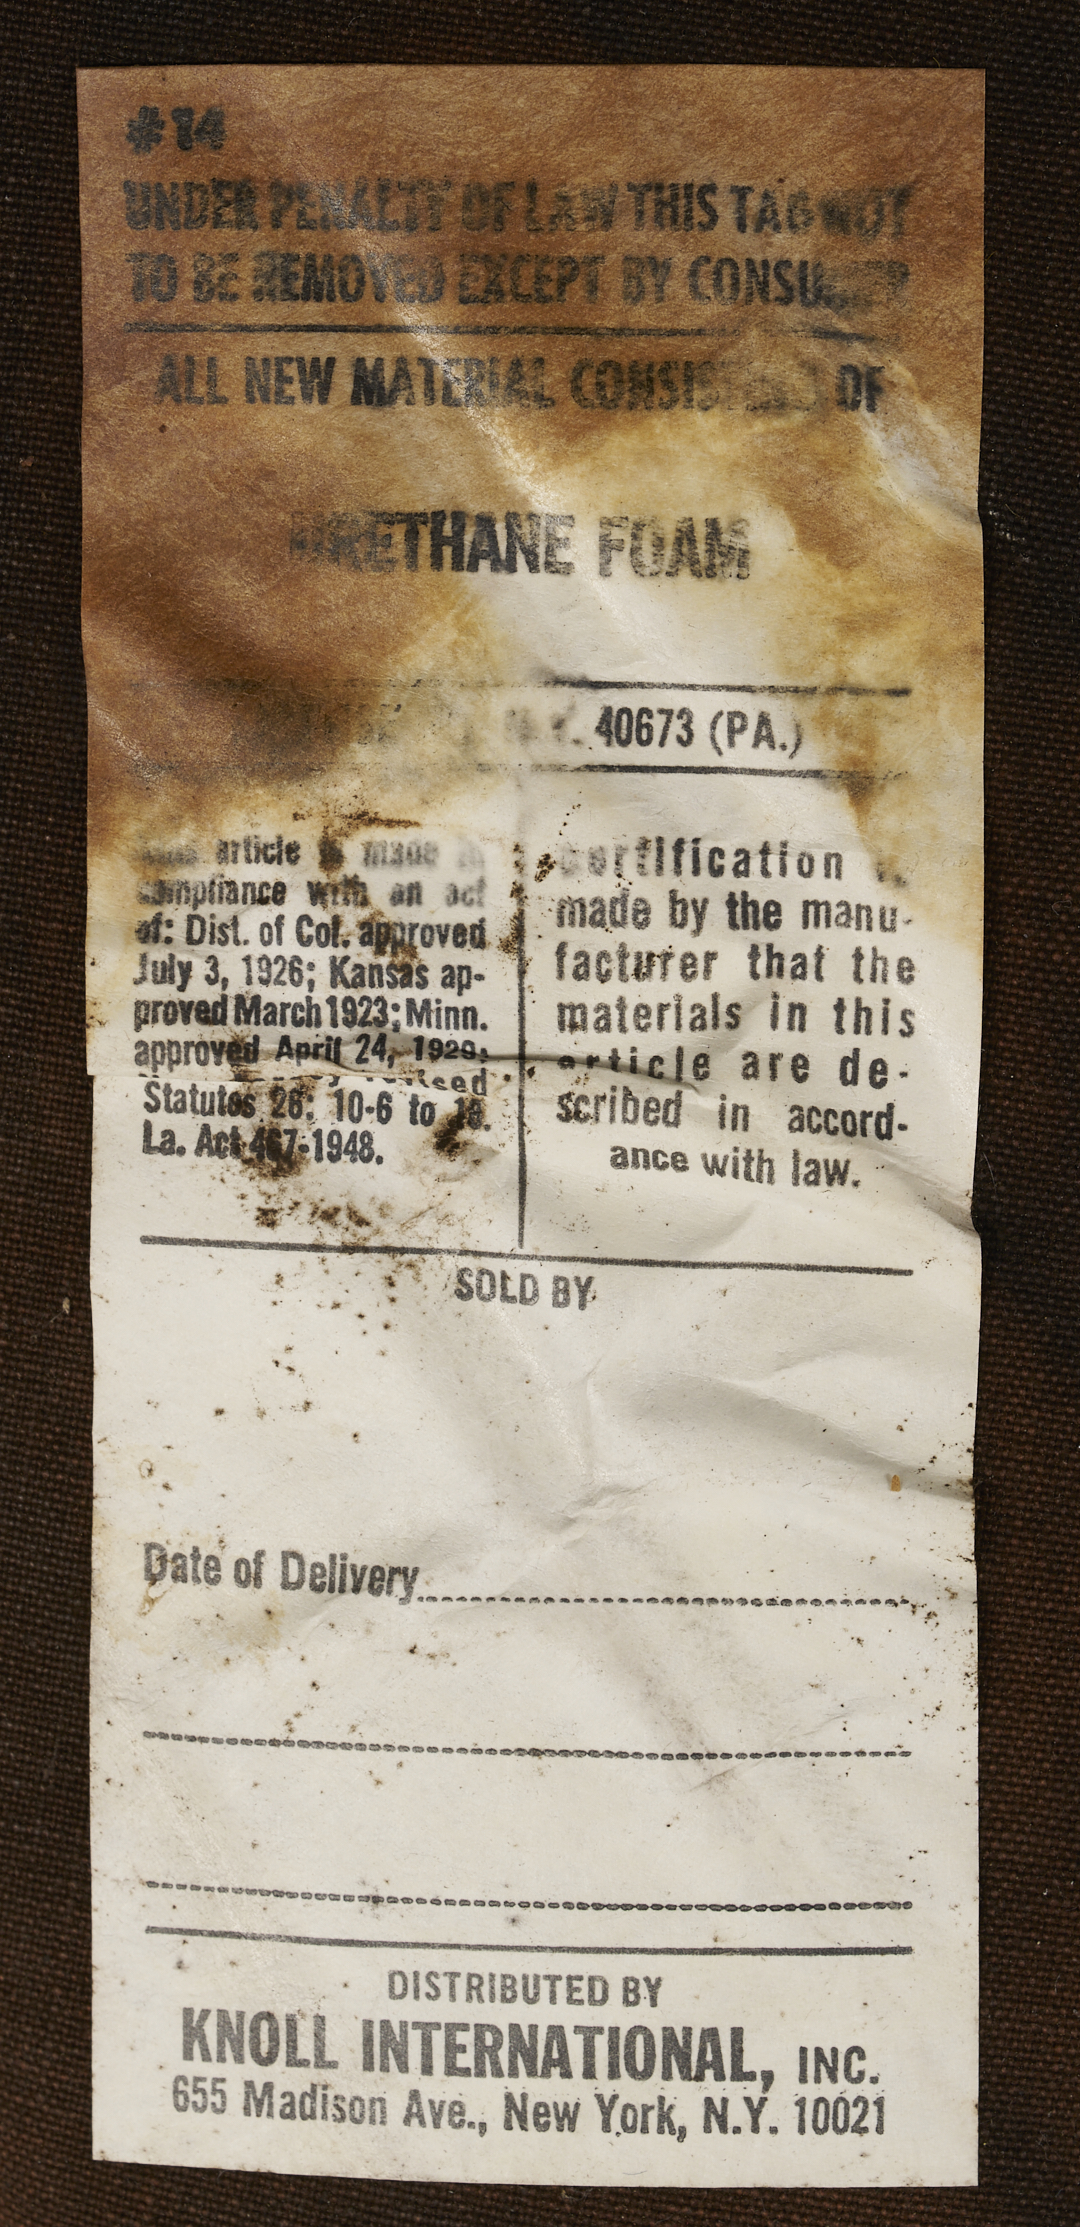 #14
UNDER PENALTY OF LAW THIS TAG NOT
TO BE REMOVED EXCEPT BY CONSUMER
ALL NEW MATERIAL CONSISTING OF
URETHANE FOAM
40673 (PA.)
This article is made in
compliance with an act
of: Dist. of Col. approved
July 3, 1926; Kansas ap-
proved March 1923; Minn.
approved April 24, 1929;
revised
Statutes 26: 10-6 to 18.
La. Act 467-1948.
Certification is
made by the manu-
facturer that the
materials in this
article are de-
scribed in accord-
ance with law.
SOLD BY
Date of Delivery
DISTRIBUTED BY
KNOLL INTERNATIONAL, INC.
655 Madison Ave., New York, N.Y. 10021